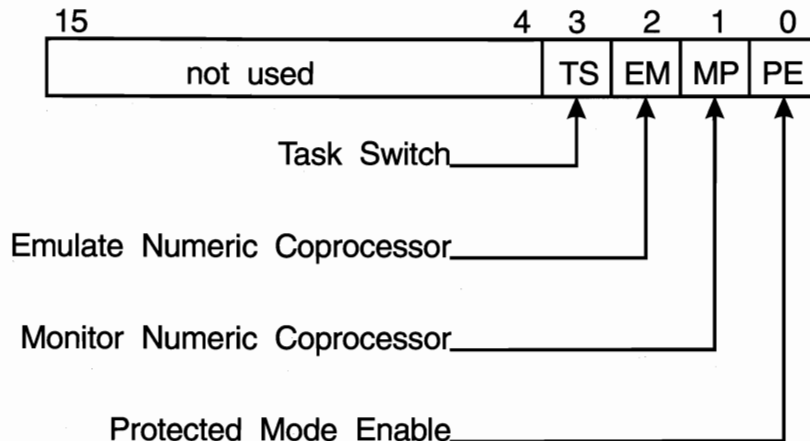 15 4 3 2 1 0
not used TS EM MP PE
Task Switch
Emulate Numeric Coprocessor
Monitor Numeric Coprocessor
Protected Mode Enable